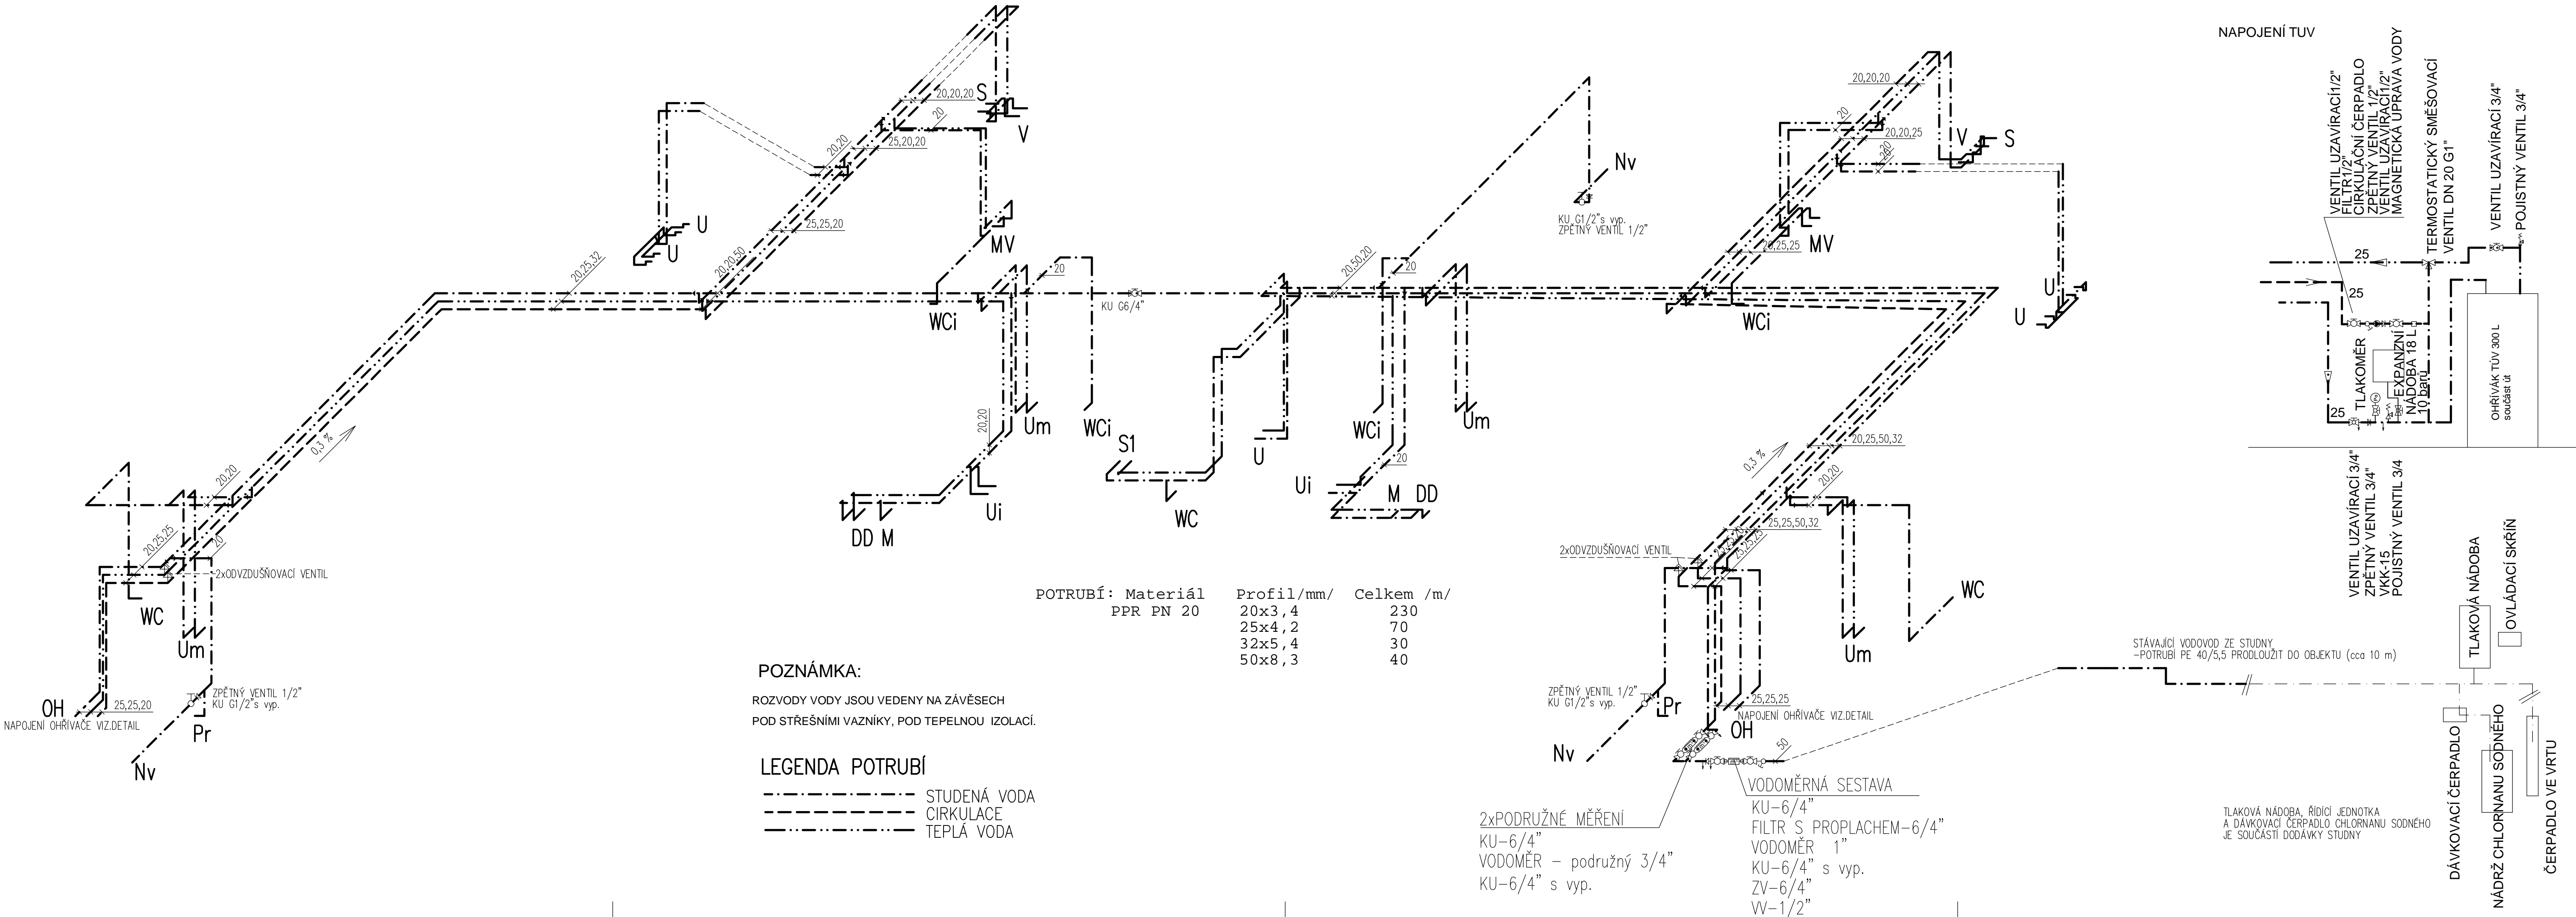 NAPOJENÍ TUV
VENTIL UZAVÍRACÍ1/2"
FILTR1/2"
CIRKULAČNÍ ČERPADLO
ZPĚTNÝ VENTIL 1/2"
VENTIL UZAVÍRACÍ1/2"
MAGNETICKÁ ÚPRAVA VODY
TERMOSTATICKÝ SMĚŠOVACÍ
VENTIL DN 20 G1"
VENTIL UZAVÍRACÍ 3/4"
POJISTNÝ VENTIL 3/4"
25
25
25
TLAKOMĚR
EXPANZNÍ
NÁDOBA 18 L
10 barů
OHŘÍVÁK TÚV 300 L
součást út
VENTIL UZAVÍRACÍ 3/4"
ZPĚTNÝ VENTIL 3/4"
VKK-15
POJISTNÝ VENTIL 3/4
20,20,20
S
V
20
20,20
25,20,20
U
U
25,25,20
MV
20,20,50
20,25,32
WCi
20
KU G6/4"
Um
WCi
20,20
0,3 %
20,20
20,25,25
20
2xODVZDUŠŇOVACÍ VENTIL
WC
Um
OH
25,25,20
NAPOJENÍ OHŘÍVAČE VIZ.DETAIL
ZPĚTNÝ VENTIL 1/2"
KU G1/2"s vyp.
Pr
Nv
DD M
Ui
S1
WC
U
20,50,20
20
WCi
Um
Ui
20
M DD
Nv
KU G1/2"s vyp.
ZPĚTNÝ VENTIL 1/2"
20,20,20
20
20,20,25
V
S
20
MV
20,25,25
WCi
U
U
20,25,50,32
0,3 %
20,20
25,25,50,32
25,25,25
2xODVZDUŠŇOVACÍ VENTIL
WC
Um
ZPĚTNÝ VENTIL 1/2"
KU G1/2"s vyp.
Pr
Nv
25,25,25
NAPOJENÍ OHŘÍVAČE VIZ.DETAIL
OH
50
POTRUBÍ: Materiál Profil/mm/ Celkem /m/
PPR PN 20 20x3,4 230
25x4,2 70
32x5,4 30
50x8,3 40
POZNÁMKA:
ROZVODY VODY JSOU VEDENY NA ZÁVĚSECH
POD STŘEŠNÍMI VAZNÍKY, POD TEPELNOU IZOLACÍ.
LEGENDA POTRUBÍ
STUDENÁ VODA
CIRKULACE
TEPLÁ VODA
2xPODRUŽNÉ MĚŘENÍ
KU-6/4"
VODOMĚR - podružný 3/4"
KU-6/4" s vyp.
VODOMĚRNÁ SESTAVA
KU-6/4"
FILTR S PROPLACHEM-6/4"
VODOMĚR 1"
KU-6/4" s vyp.
ZV-6/4"
VV-1/2"
STÁVAJÍCÍ VODOVOD ZE STUDNY
-POTRUBÍ PE 40/5,5 PRODLOUŽIT DO OBJEKTU (cca 10 m)
TLAKOVÁ NÁDOBA
OVLÁDACÍ SKŘÍŇ
DÁVKOVACÍ ČERPADLO
NÁDRŽ CHLORNANU SODNÉHO
ČERPADLO VE VRTU
TLAKOVÁ NÁDOBA, ŘÍDÍCÍ JEDNOTKA
A DÁVKOVACÍ ČERPADLO CHLORNANU SODNÉHO
JE SOUČÁSTÍ DODÁVKY STUDNY